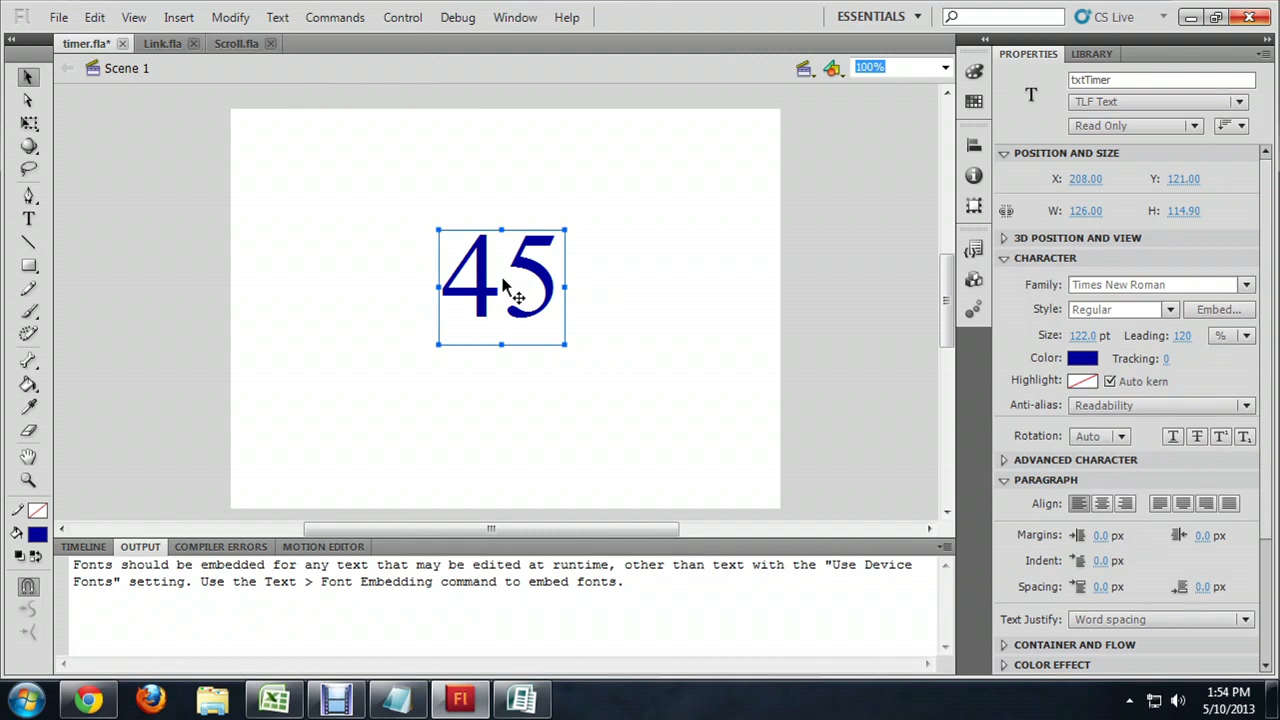 Fl File Edit View Insert Modify Text Commands Control Debug Window Help ESSENTIALS CS Live
timer.fla* Link.fla Scroll.fla
Scene 1 100%
45
TIMELINE OUTPUT COMPILER ERRORS MOTION EDITOR
Fonts should be embedded for any text that may be edited at runtime, other than text with the "Use Device
Fonts" setting. Use the Text > Font Embedding command to embed fonts.
PROPERTIES LIBRARY
T txtTimer
TLF Text
Read Only
POSITION AND SIZE
X: 208.00 Y: 121.00
W: 126.00 H: 114.90
3D POSITION AND VIEW
CHARACTER
Family: Times New Roman
Style: Regular Embed...
Size: 122.0 pt Leading: 120 %
Color: Tracking: 0
Highlight: Auto kern
Anti-alias: Readability
Rotation: Auto T T T¹ T₁
ADVANCED CHARACTER
PARAGRAPH
Align:
Margins: 0.0 px 0.0 px
Indent: 0.0 px
Spacing: 0.0 px 0.0 px
Text Justify: Word spacing
CONTAINER AND FLOW
COLOR EFFECT
Fl
1:54 PM
5/10/2013